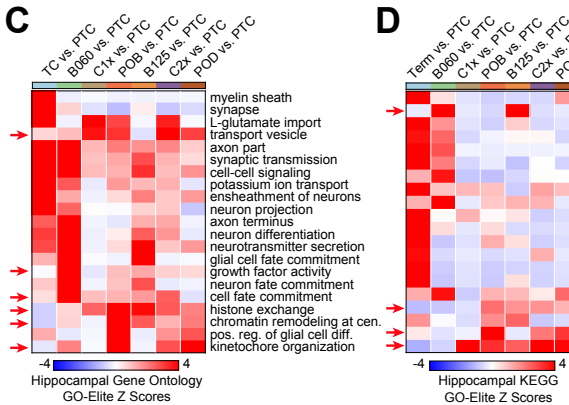 C
TC vs. PTC
B060 vs. PTC
C1x vs. PTC
POB vs. PTC
B125 vs. PTC
C2x vs. PTC
POD vs. PTC
myelin sheath
synapse
L-glutamate import
transport vesicle
axon part
synaptic transmission
cell-cell signaling
potassium ion transport
ensheathment of neurons
neuron projection
axon terminus
neuron differentiation
neurotransmitter secretion
glial cell fate commitment
growth factor activity
neuron fate commitment
cell fate commitment
histone exchange
chromatin remodeling at cen.
pos. reg. of glial cell diff.
kinetochore organization
-4 4
Hippocampal Gene Ontology
GO-Elite Z Scores
D
Term vs. PTC
B060 vs. PTC
C1x vs. PTC
POB vs. PTC
B125 vs. PTC
C2x vs. PTC
-4 4
Hippocampal KEGG
GO-Elite Z Scores